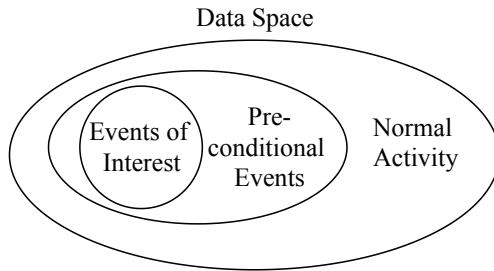 Data Space
Events of
Interest
Pre-
conditional
Events
Normal
Activity